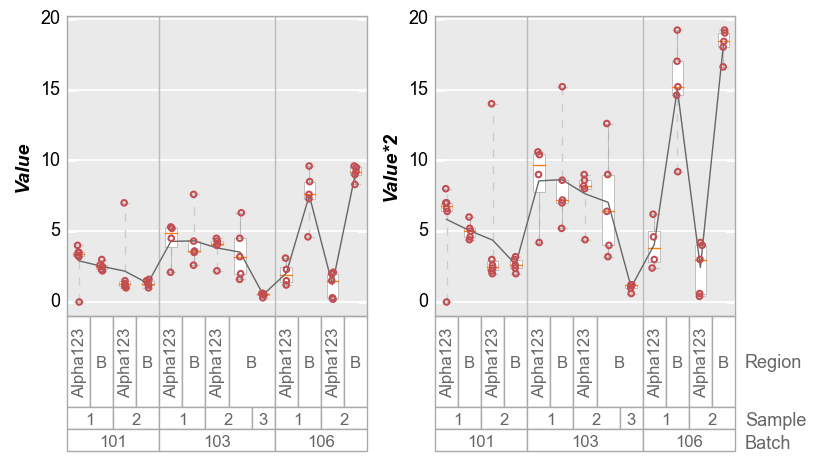 20 20
15 15
Value Value*2
10 10
5 5
0 0
Alpha123 B Alpha123 B Alpha123 B Alpha123 B Alpha123 B Alpha123 B Alpha123 B Alpha123 B Alpha123 B Alpha123 B Alpha123 B Alpha123 B Region
1 2 1 2 3 1 2 1 2 1 2 3 1 2 Sample
101 103 106 101 103 106 Batch